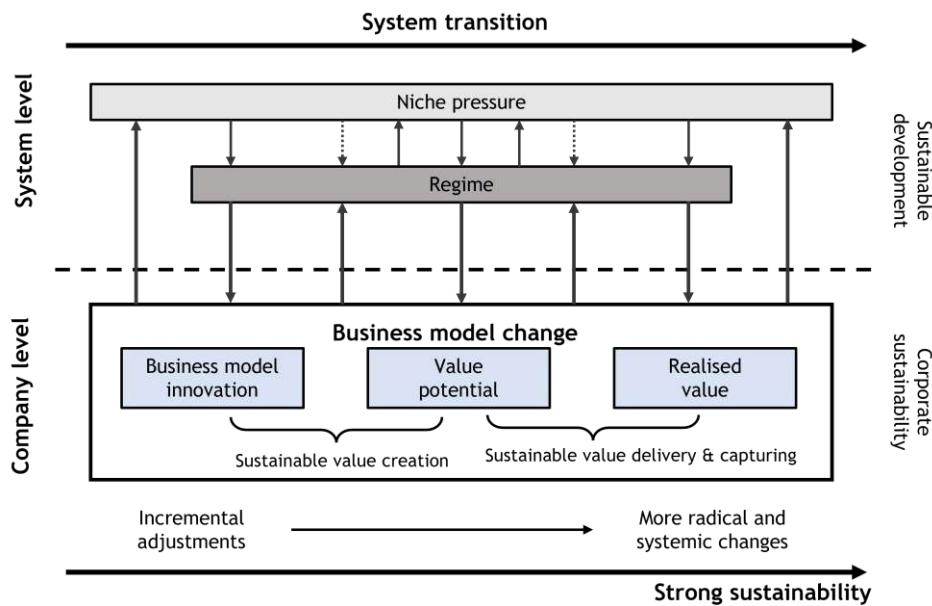 System transition
System level
Niche pressure
Regime
Sustainable
development
Company level
Business model change
Business model
innovation
Value
potential
Realised
value
Sustainable value creation
Sustainable value delivery & capturing
Corporate
sustainability
Incremental
adjustments
More radical and
systemic changes
Strong sustainability